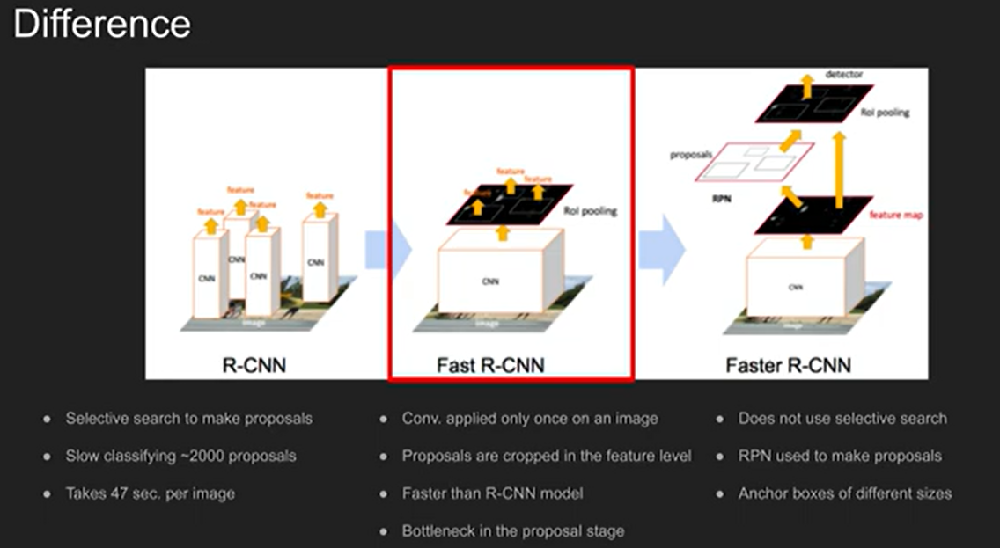 Difference
feature
feature
feature
feature
CNN
CNN
CNN
CNN
image
R-CNN
feature
feature
feature
RoI pooling
CNN
image
Fast R-CNN
detector
RoI pooling
proposals
RPN
feature map
CNN
image
Faster R-CNN
Selective search to make proposals
Slow classifying ~2000 proposals
Takes 47 sec. per image
Conv. applied only once on an image
Proposals are cropped in the feature level
Faster than R-CNN model
Bottleneck in the proposal stage
Does not use selective search
RPN used to make proposals
Anchor boxes of different sizes